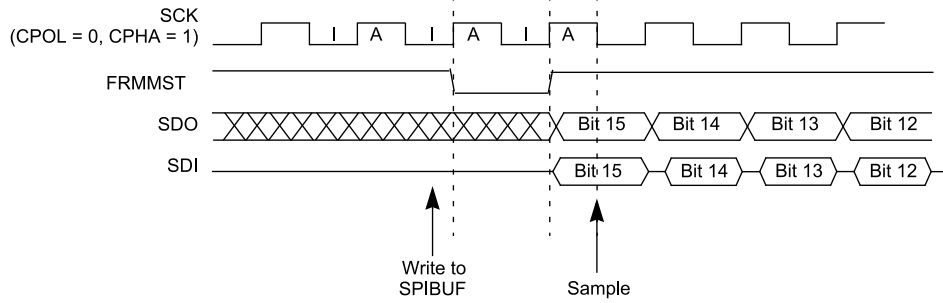 SCK
(CPOL = 0, CPHA = 1)
I A I A I A
FRMMST
SDO
Bit 15 Bit 14 Bit 13 Bit 12
SDI
Bit 15 Bit 14 Bit 13 Bit 12
Write to
SPIBUF
Sample